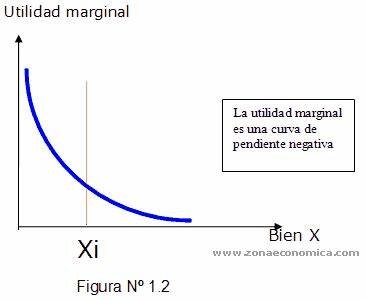 Utilidad marginal
La utilidad marginal
es una curva de
pendiente negativa
Bien X
www.zonaeconomica.com
Xi
Figura Nº 1.2